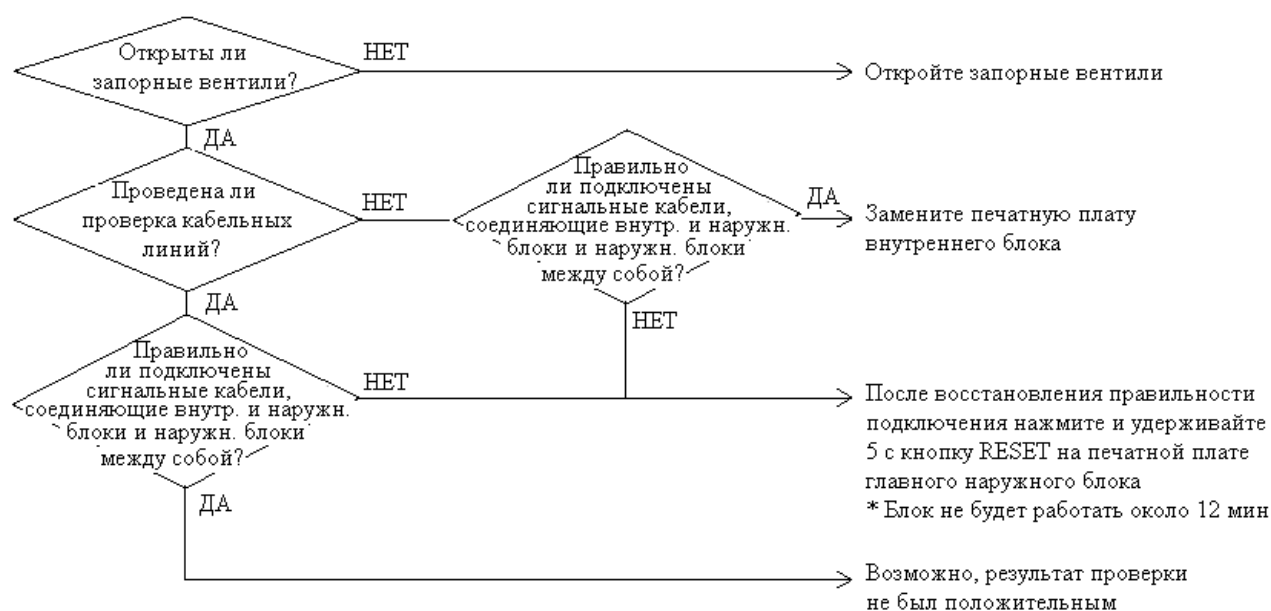 Открыты ли
запорные вентили?
НЕТ
Откройте запорные вентили
ДА
Проведена ли
проверка кабельных
линий?
НЕТ
Правильно
ли подключены
сигнальные кабели,
соединяющие внутр. и наружн.
блоки и наружн. блоки
между собой?
ДА
Замените печатную плату
внутреннего блока
ДА
НЕТ
Правильно
ли подключены
сигнальные кабели,
соединяющие внутр. и наружн.
блоки и наружн. блоки
между собой?
НЕТ
После восстановления правильности
подключения нажмите и удерживайте
5 с кнопку RESET на печатной плате
главного наружного блока
* Блок не будет работать около 12 мин
ДА
Возможно, результат проверки
не был положительным